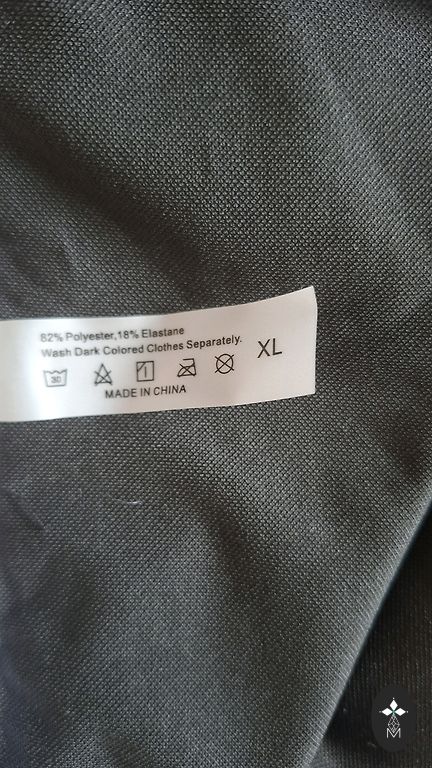 82% Polyester,18% Elastane
Wash Dark Colored Clothes Separately.
30
XL
MADE IN CHINA
M